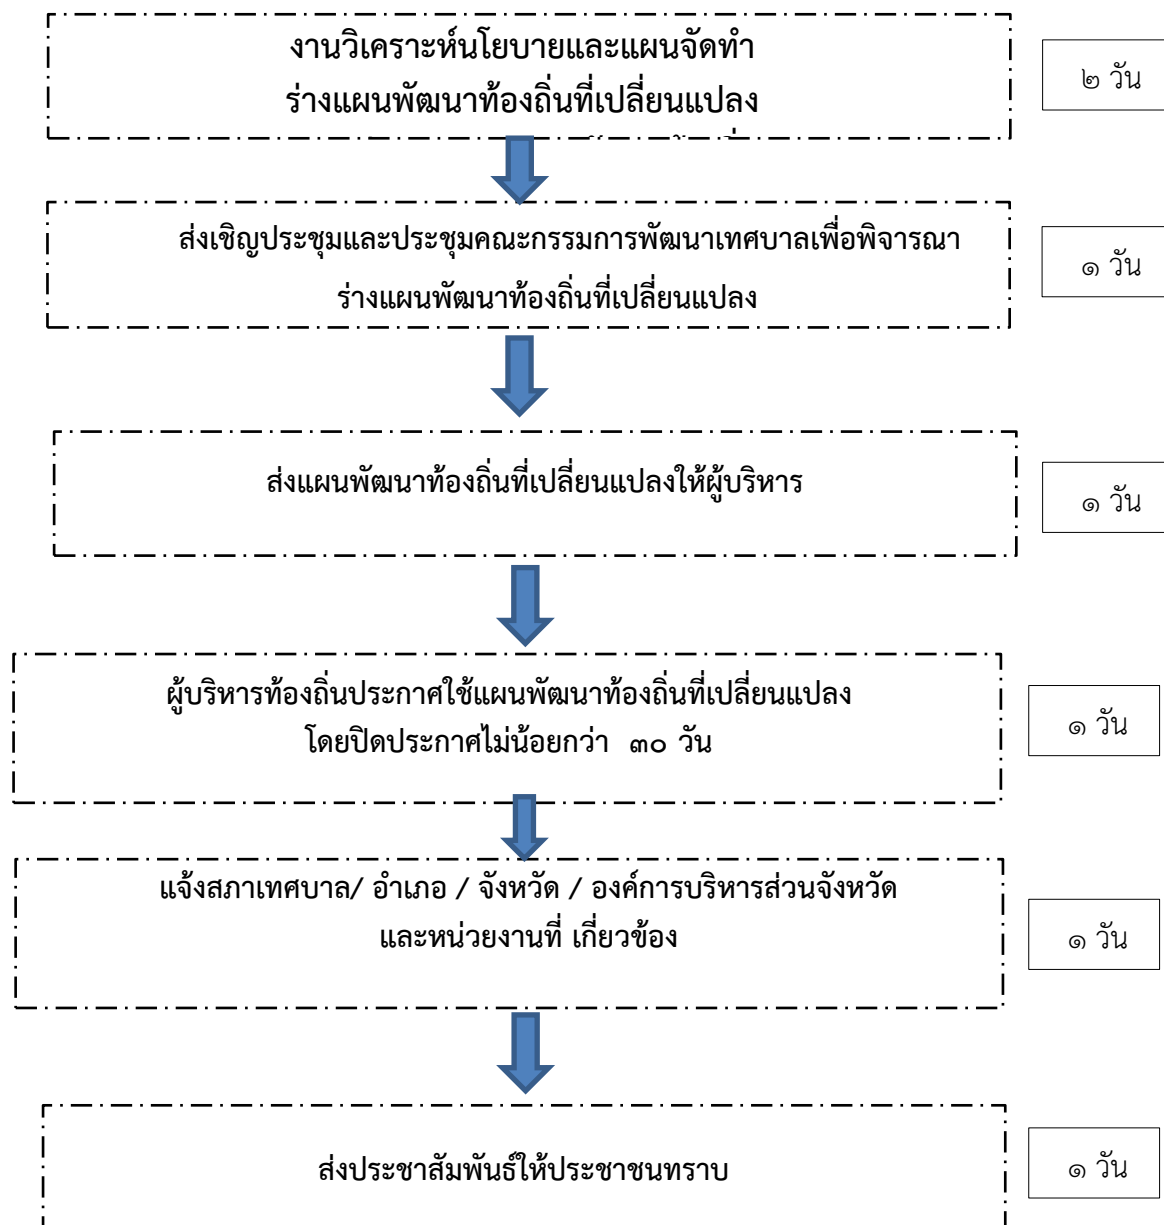 งานวิเคราะห์นโยบายและแผนจัดทำ
ร่างแผนพัฒนาท้องถิ่นที่เปลี่ยนแปลง
๒ วัน
ส่งเชิญประชุมและประชุมคณะกรรมการพัฒนาเทศบาลเพื่อพิจารณา
ร่างแผนพัฒนาท้องถิ่นที่เปลี่ยนแปลง
๑ วัน
ส่งแผนพัฒนาท้องถิ่นที่เปลี่ยนแปลงให้ผู้บริหาร
๑ วัน
ผู้บริหารท้องถิ่นประกาศใช้แผนพัฒนาท้องถิ่นที่เปลี่ยนแปลง
โดยปิดประกาศไม่น้อยกว่า ๓๐ วัน
๑ วัน
แจ้งสภาเทศบาล/ อำเภอ / จังหวัด / องค์การบริหารส่วนจังหวัด
และหน่วยงานที่ เกี่ยวข้อง
๑ วัน
ส่งประชาสัมพันธ์ให้ประชาชนทราบ
๑ วัน